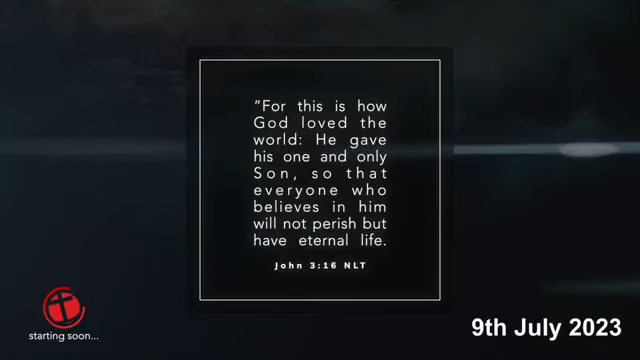 “For this is how
God loved the
world: He gave
his one and only
Son, so that
everyone who
believes in him
will not perish but
have eternal life.
John 3:16 NLT
starting soon...
9th July 2023